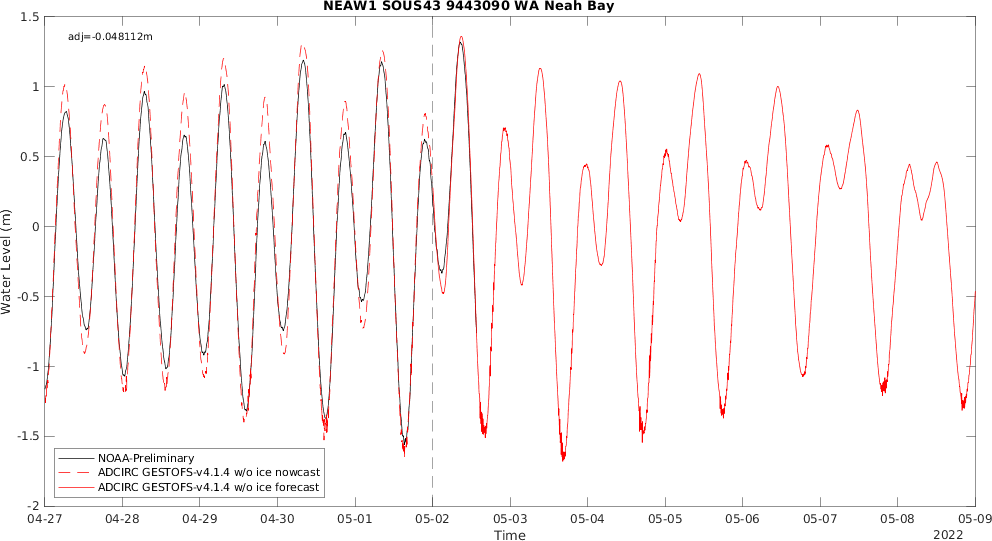 NEAW1 SOUS43 9443090 WA Neah Bay
adj=-0.048112m
1.5
1
0.5
0
-0.5
-1
-1.5
-2
Water Level (m)
NOAA-Preliminary
ADCIRC GESTOFS-v4.1.4 w/o ice nowcast
ADCIRC GESTOFS-v4.1.4 w/o ice forecast
04-27 04-28 04-29 04-30 05-01 05-02 05-03 05-04 05-05 05-06 05-07 05-08 05-09
Time
2022